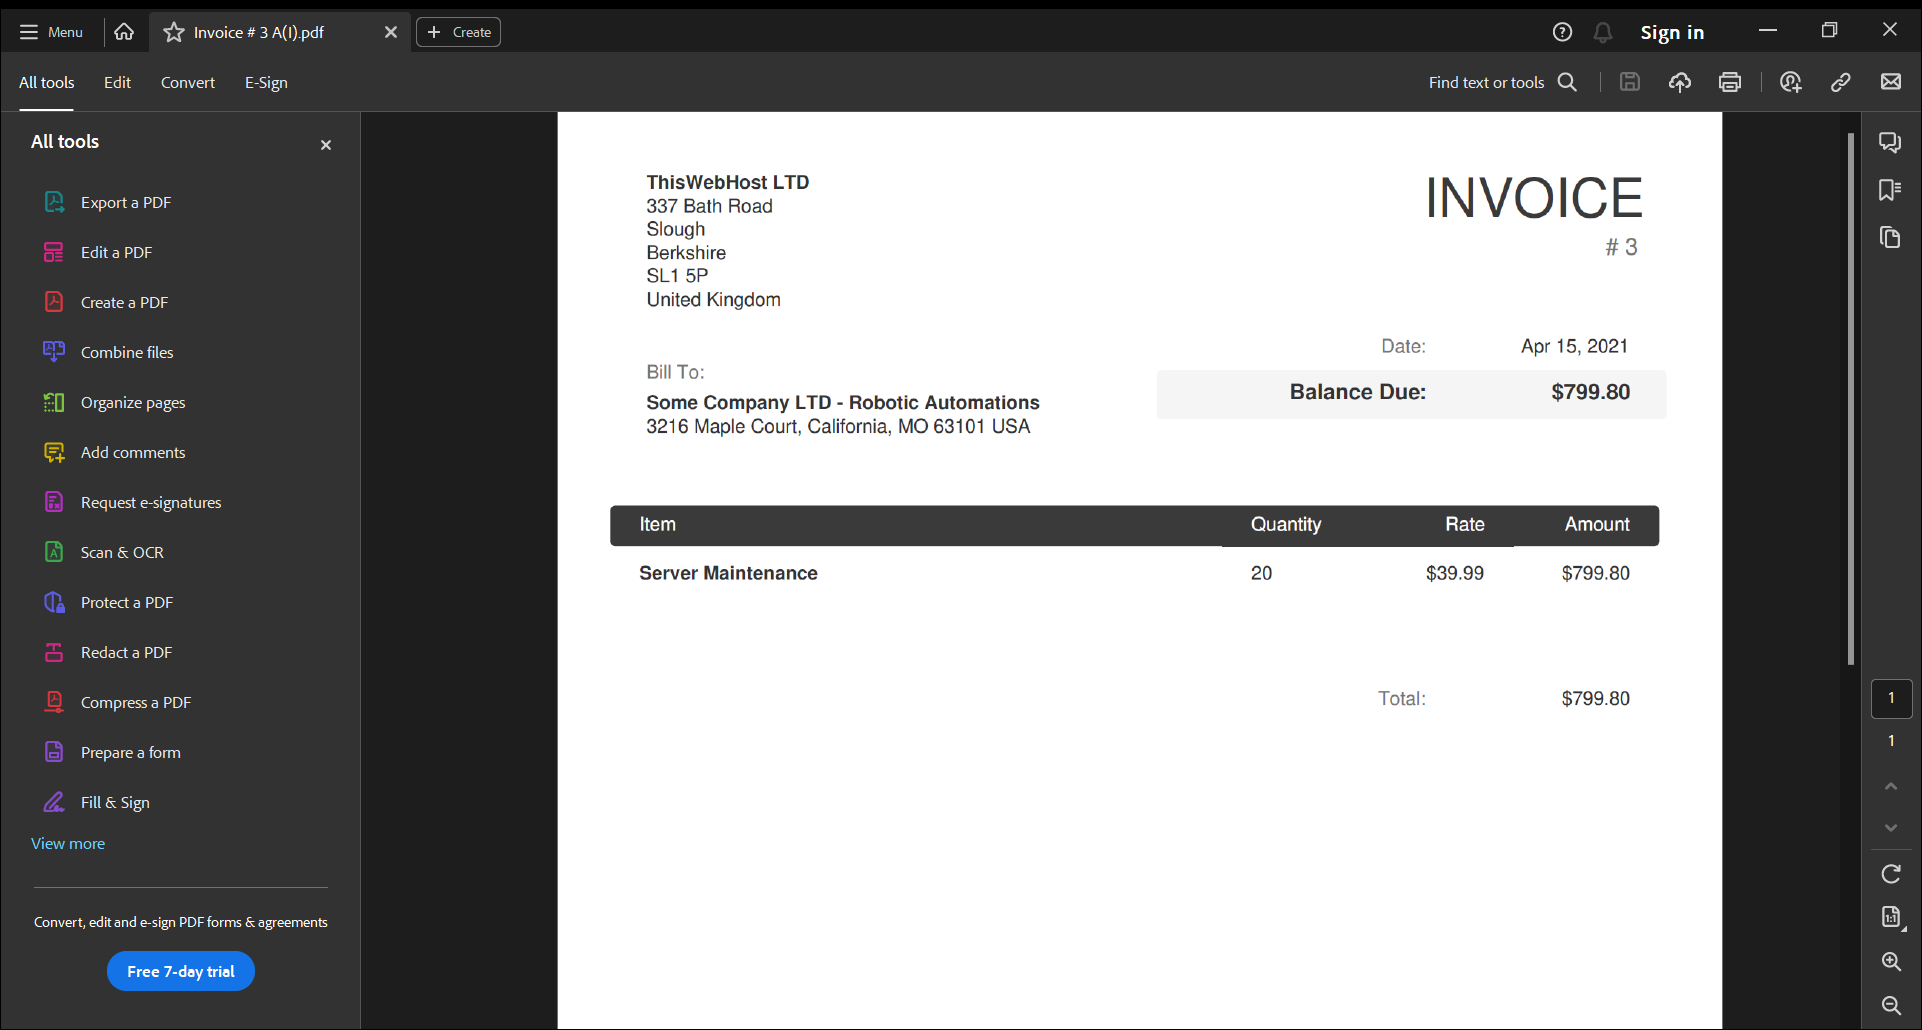 Menu
Invoice # 3 A(I).pdf
Create
Sign in
All tools
Edit
Convert
E-Sign
Find text or tools
All tools
Export a PDF
Edit a PDF
Create a PDF
Combine files
Organize pages
Add comments
Request e-signatures
Scan & OCR
Protect a PDF
Redact a PDF
Compress a PDF
Prepare a form
Fill & Sign
View more
Convert, edit and e-sign PDF forms & agreements
Free 7-day trial
ThisWebHost LTD
337 Bath Road
Slough
Berkshire
SL1 5P
United Kingdom
INVOICE
# 3
Date: Apr 15, 2021
Balance Due: $799.80
Bill To:
Some Company LTD - Robotic Automations
3216 Maple Court, California, MO 63101 USA
Item Quantity Rate Amount
Server Maintenance 20 $39.99 $799.80
Total: $799.80
1
1